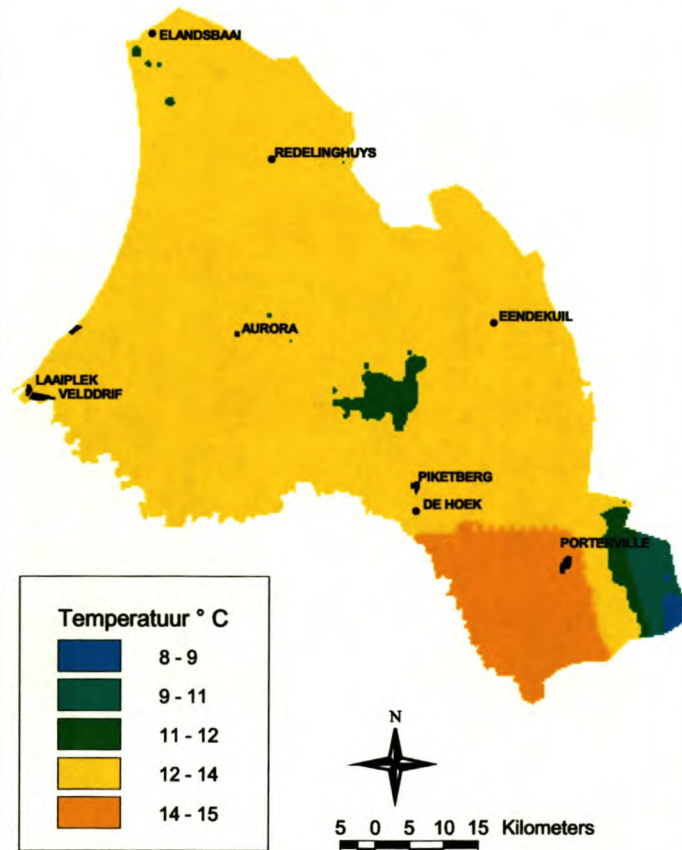 ELANDSBAAI
REDELINGHUYS
EENDEKUIL
AURORA
LAAIPLEK
VELDDRIF
PIKETBERG
DE HOEK
PORTERVILLE
Temperatuur ° C
8 - 9
9 - 11
11 - 12
12 - 14
14 - 15
N
5 0 5 10 15 Kilometers